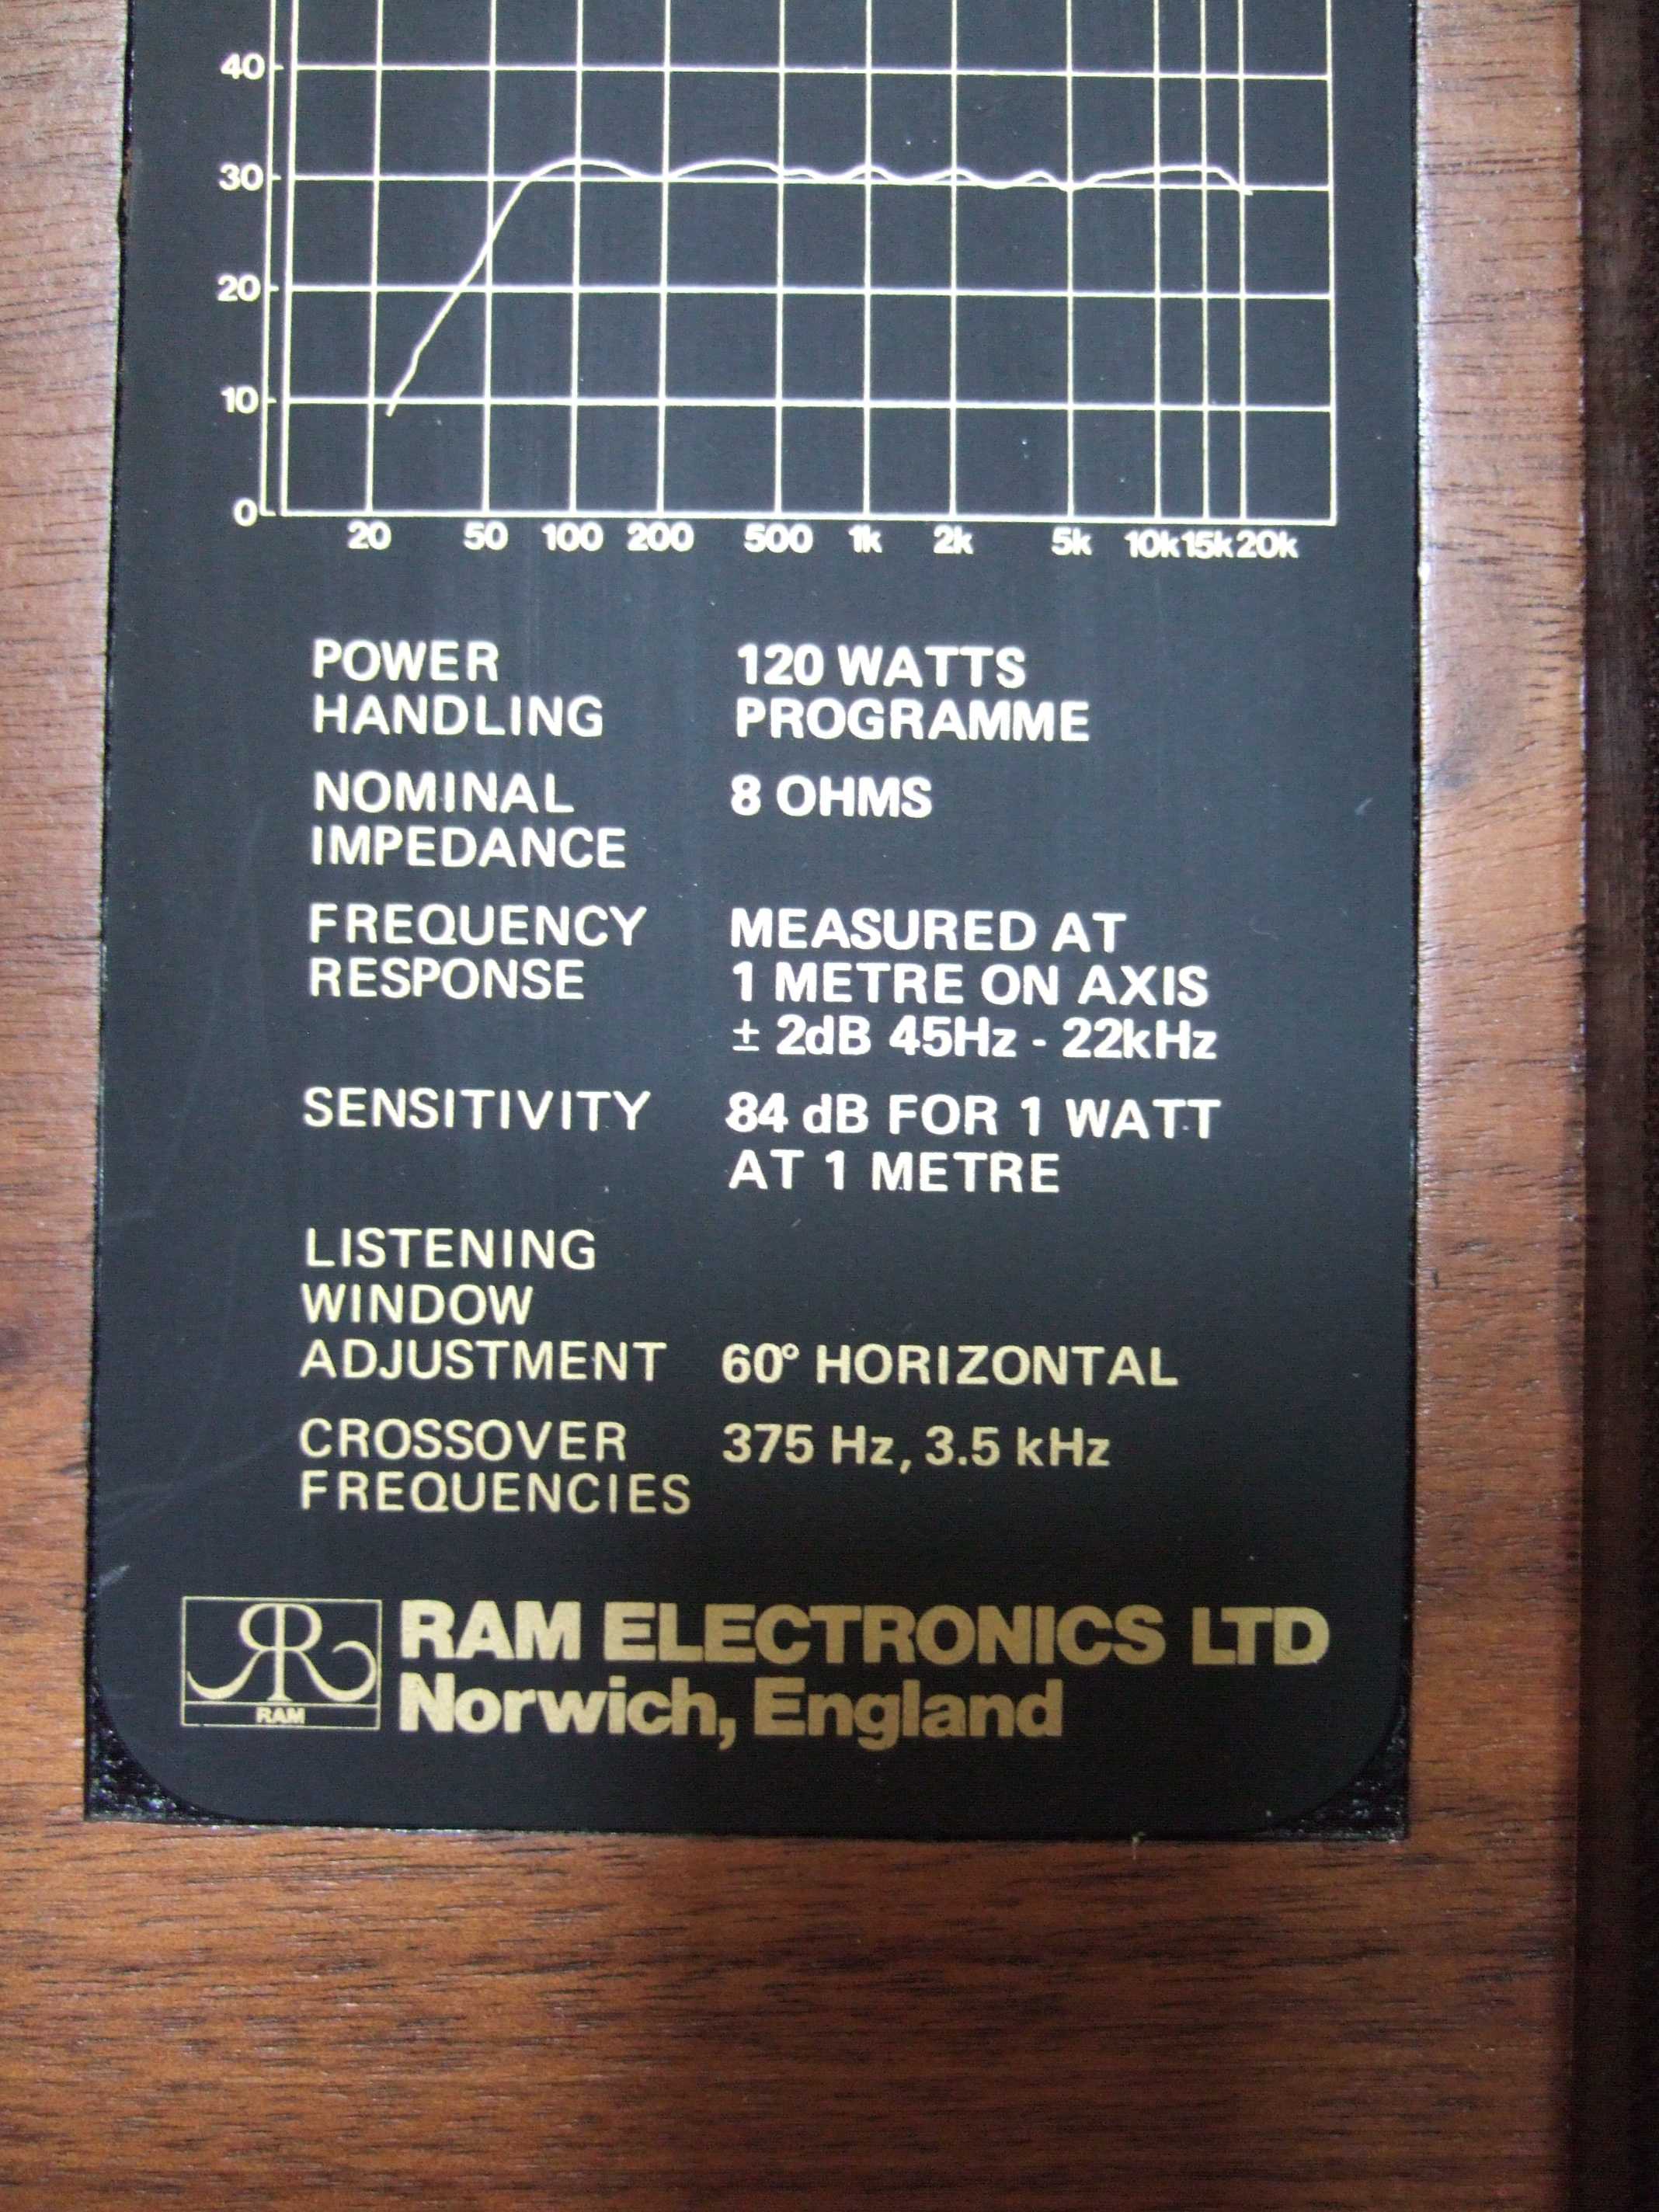 40
30
20
10
0
20 50 100 200 500 1k 2k 5k 10k 15k 20k
POWER 120 WATTS
HANDLING PROGRAMME
NOMINAL 8 OHMS
IMPEDANCE
FREQUENCY MEASURED AT
RESPONSE 1 METRE ON AXIS
± 2dB 45Hz - 22kHz
SENSITIVITY 84 dB FOR 1 WATT
AT 1 METRE
LISTENING
WINDOW
ADJUSTMENT 60° HORIZONTAL
CROSSOVER 375 Hz, 3.5 kHz
FREQUENCIES
RAM ELECTRONICS LTD
RAM Norwich, England